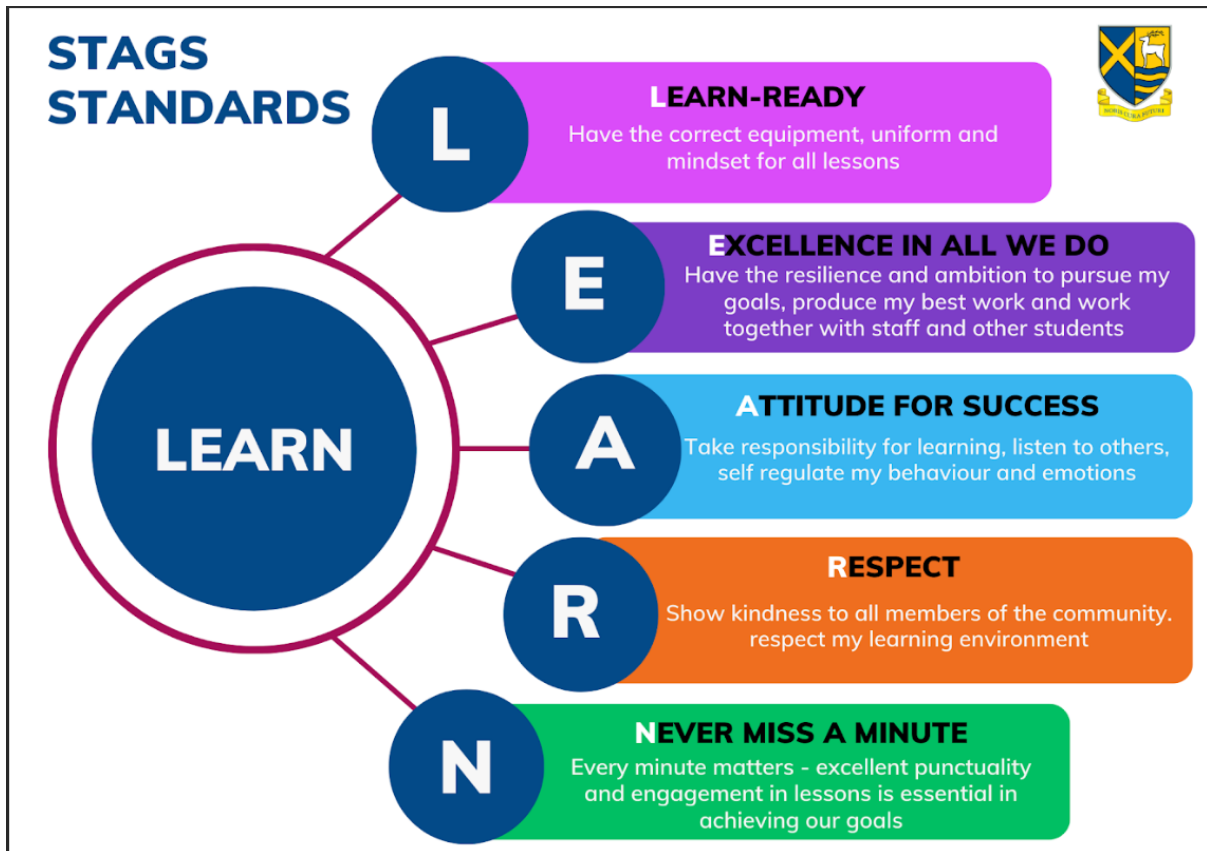 STAGS
STANDARDS
L
LEARN-READY
Have the correct equipment, uniform and
mindset for all lessons
E
EXCELLENCE IN ALL WE DO
Have the resilience and ambition to pursue my
goals, produce my best work and work
together with staff and other students
LEARN
A
ATTITUDE FOR SUCCESS
Take responsibility for learning, listen to others,
self regulate my behaviour and emotions
R
RESPECT
Show kindness to all members of the community.
respect my learning environment
N
NEVER MISS A MINUTE
Every minute matters - excellent punctuality
and engagement in lessons is essential in
achieving our goals